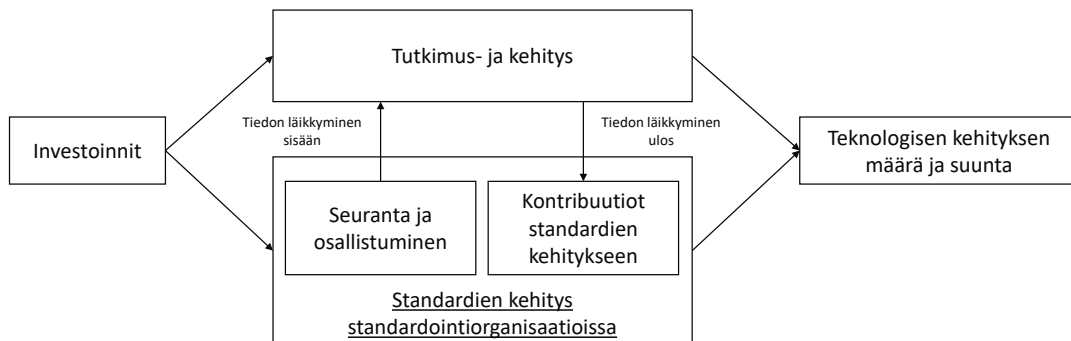 Tutkimus- ja kehitys
Tiedon läikkyminen
sisään
Tiedon läikkyminen
ulos
Investoinnit
Teknologisen kehityksen
määrä ja suunta
Seuranta ja
osallistuminen
Kontribuutiot
standardien
kehitykseen
Standardien kehitys
standardointiorganisaatioissa